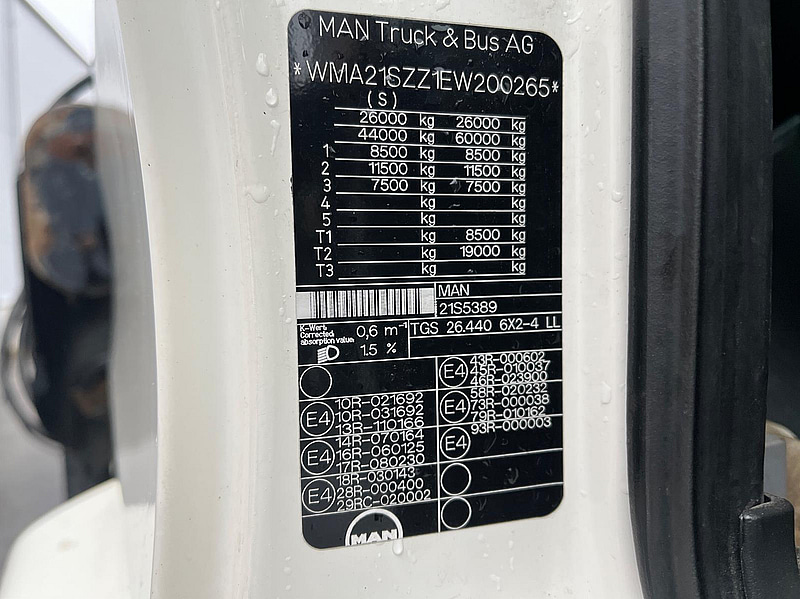 MAN Truck & Bus AG
*WMA21SZZ1EW200265*
(S)
26000 kg 26000 kg
44000 kg 60000 kg
1 8500 kg 8500 kg
2 11500 kg 11500 kg
3 7500 kg 7500 kg
4 kg kg
5 kg kg
T1 kg 8500 kg
T2 kg 19000 kg
T3 kg kg
MAN
21S5389
K-Wert,
Corrected
absorption value:
0,6 m-1
1.5 %
TGS 26.440 6X2-4 LL
E4
10R-021692
10R-031692
13R-110166
E4
14R-070164
16R-060125
17R-080230
E4
18R-030143
28R-000400
29RC-020002
E4
43R-000602
45R-010037
46R-023900
E4
58R-020232
73R-000038
79R-010162
E4
93R-000003
MAN